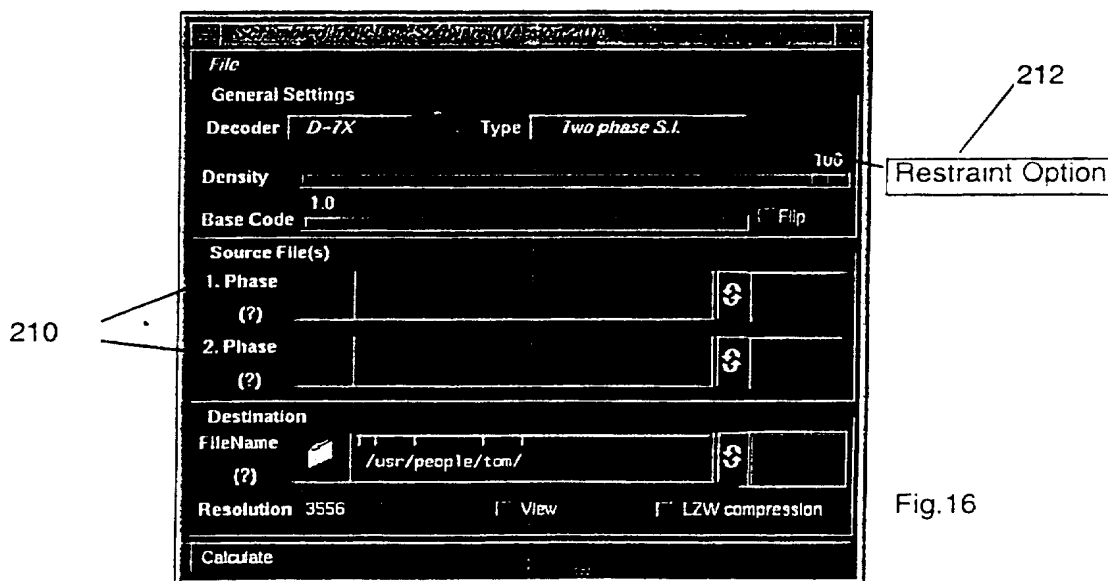 Scrambled Indicia
File
General Settings
Decoder D-7X Type Two phase S.I.
212
Density 100
Restraint Option
Base Code 1.0 Flip
Source File(s)
1. Phase
(?)
210
2. Phase
(?)
Destination
FileName /usr/people/tom/
(?)
Resolution 3556 View LZW compression
Fig.16
Calculate